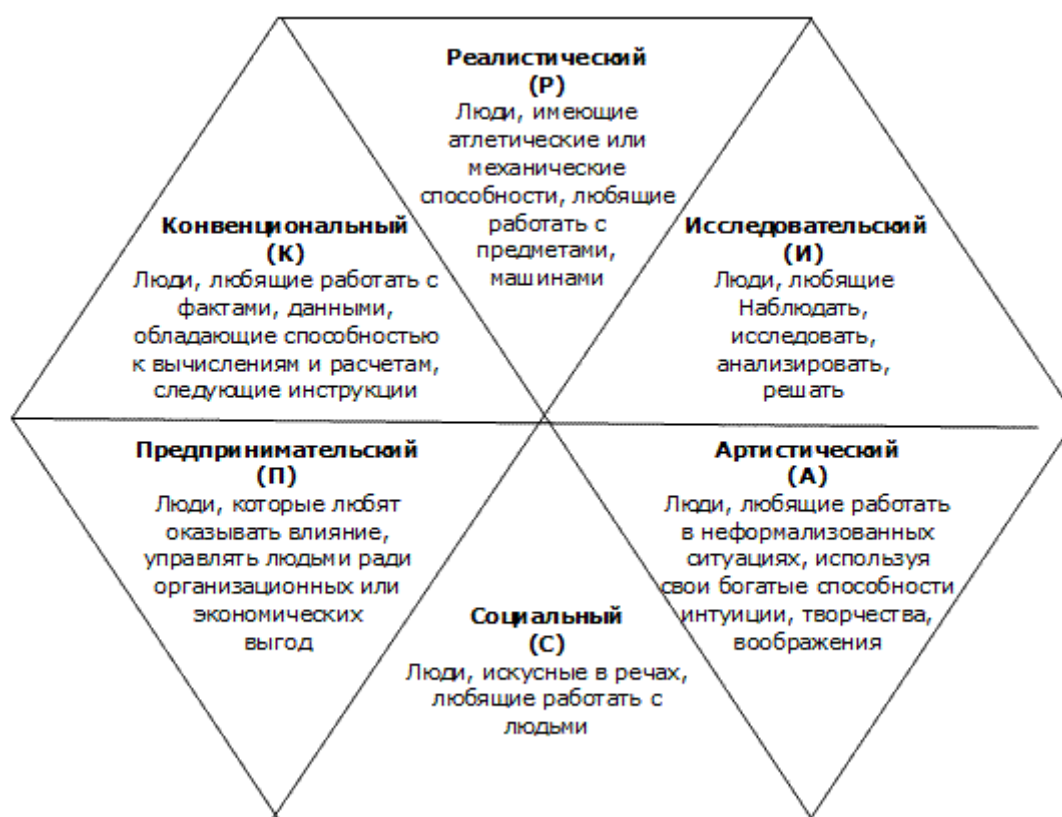 Реалистический
(Р)
Люди, имеющие
атлетические или
механические
способности, любящие
работать с
предметами,
машинами
Конвенциональный
(К)
Люди, любящие работать с
фактами, данными,
обладающие способностью
к вычислениям и расчетам,
следующие инструкции
Исследовательский
(И)
Люди, любящие
Наблюдать,
исследовать,
анализировать,
решать
Предпринимательский
(П)
Люди, которые любят
оказывать влияние,
управлять людьми ради
организационных или
экономических
выгод
Артистический
(А)
Люди, любящие работать
в неформализованных
ситуациях, используя
свои богатые способности
интуиции, творчества,
воображения
Социальный
(С)
Люди, искусные в речах,
любящие работать с
людьми